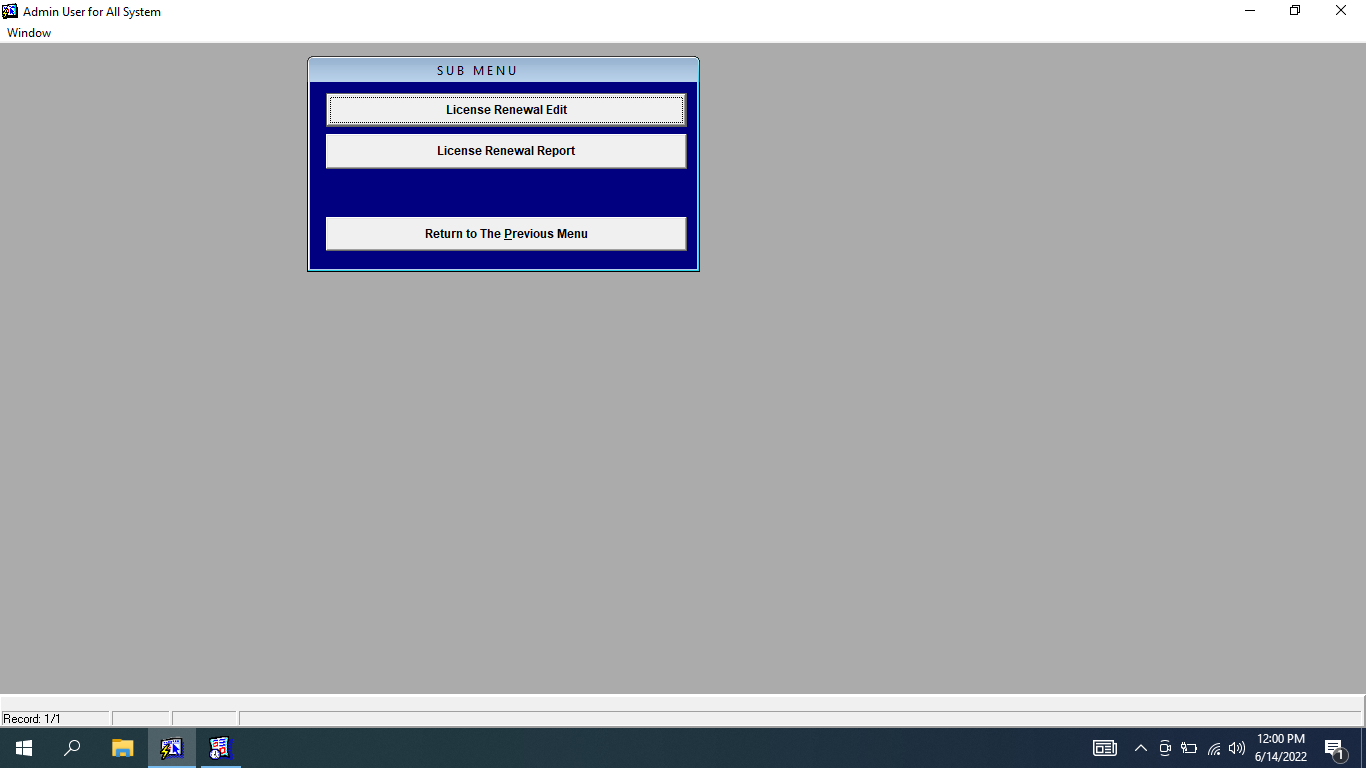 Admin User for All System
Window
SUB MENU
License Renewal Edit
License Renewal Report
Return to The Previous Menu
Record: 1/1
12:00 PM
6/14/2022
1